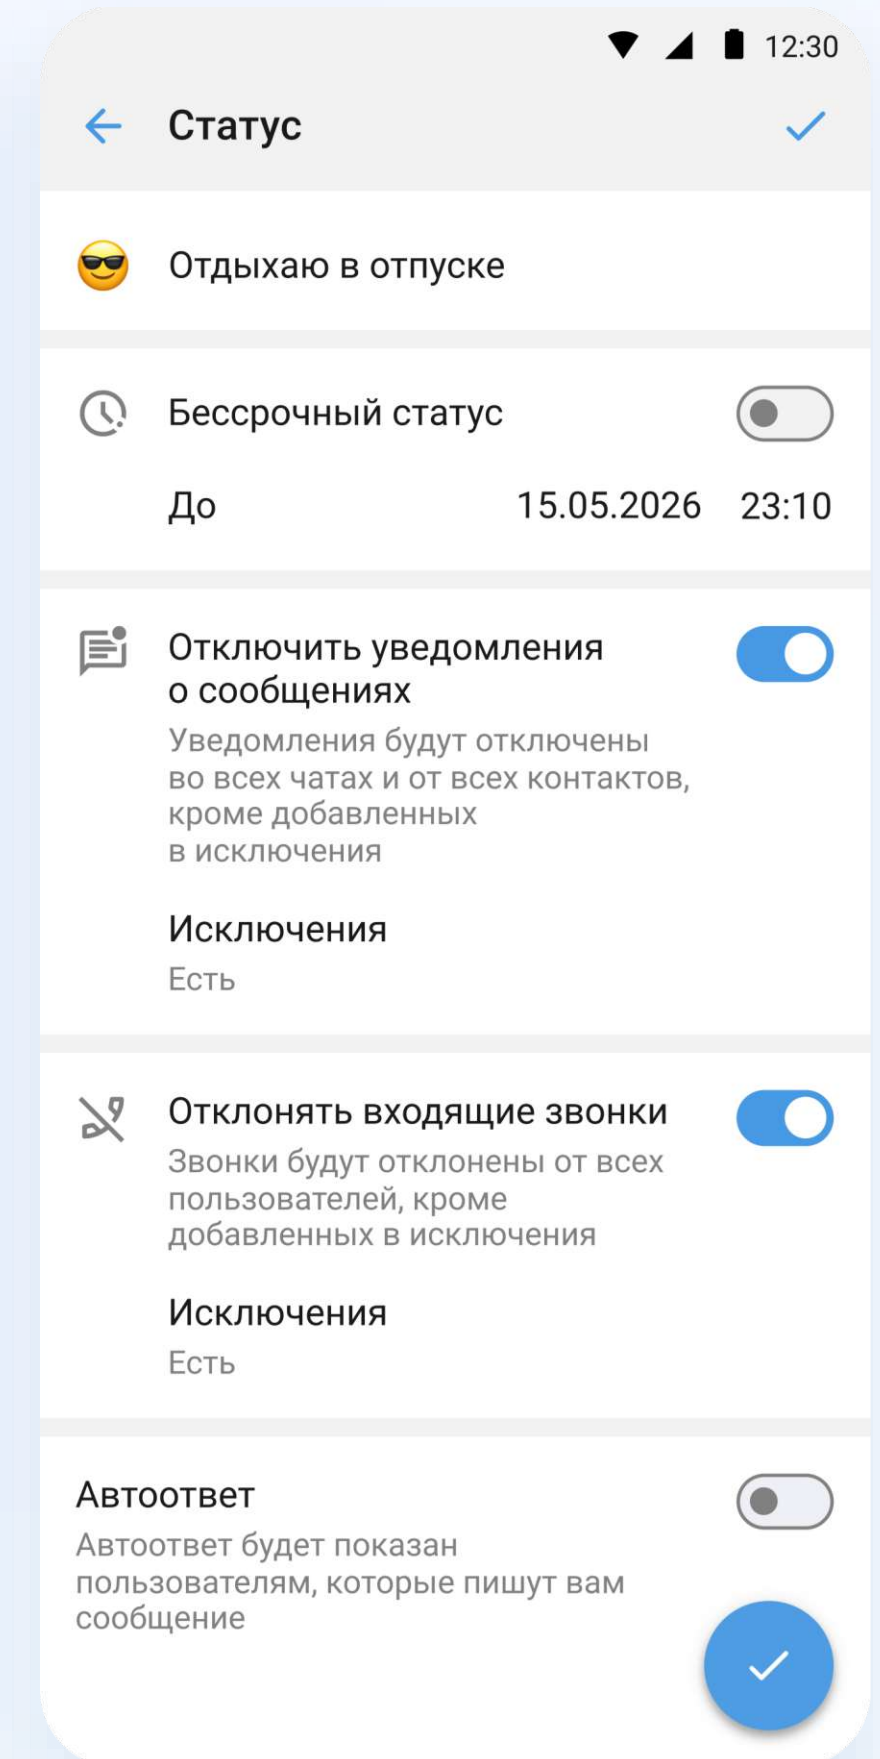 12:30
Статус
Отдыхаю в отпуске
Бессрочный статус
До 15.05.2026 23:10
Отключить уведомления
о сообщениях
Уведомления будут отключены
во всех чатах и от всех контактов,
кроме добавленных
в исключения
Исключения
Есть
Отклонять входящие звонки
Звонки будут отклонены от всех
пользователей, кроме
добавленных в исключения
Исключения
Есть
Автоответ
Автоответ будет показан
пользователям, которые пишут вам
сообщение